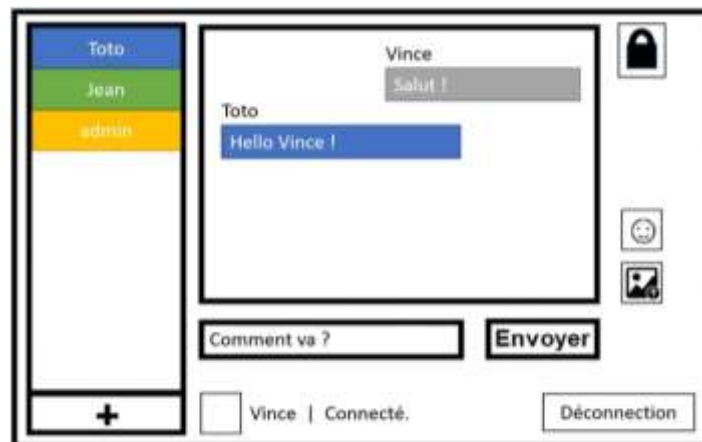 Toto
Jean
admin
Vince
Salut !
Toto
Hello Vince !
Comment va ?
Envoyer
+
Vince | Connecté.
Déconnection